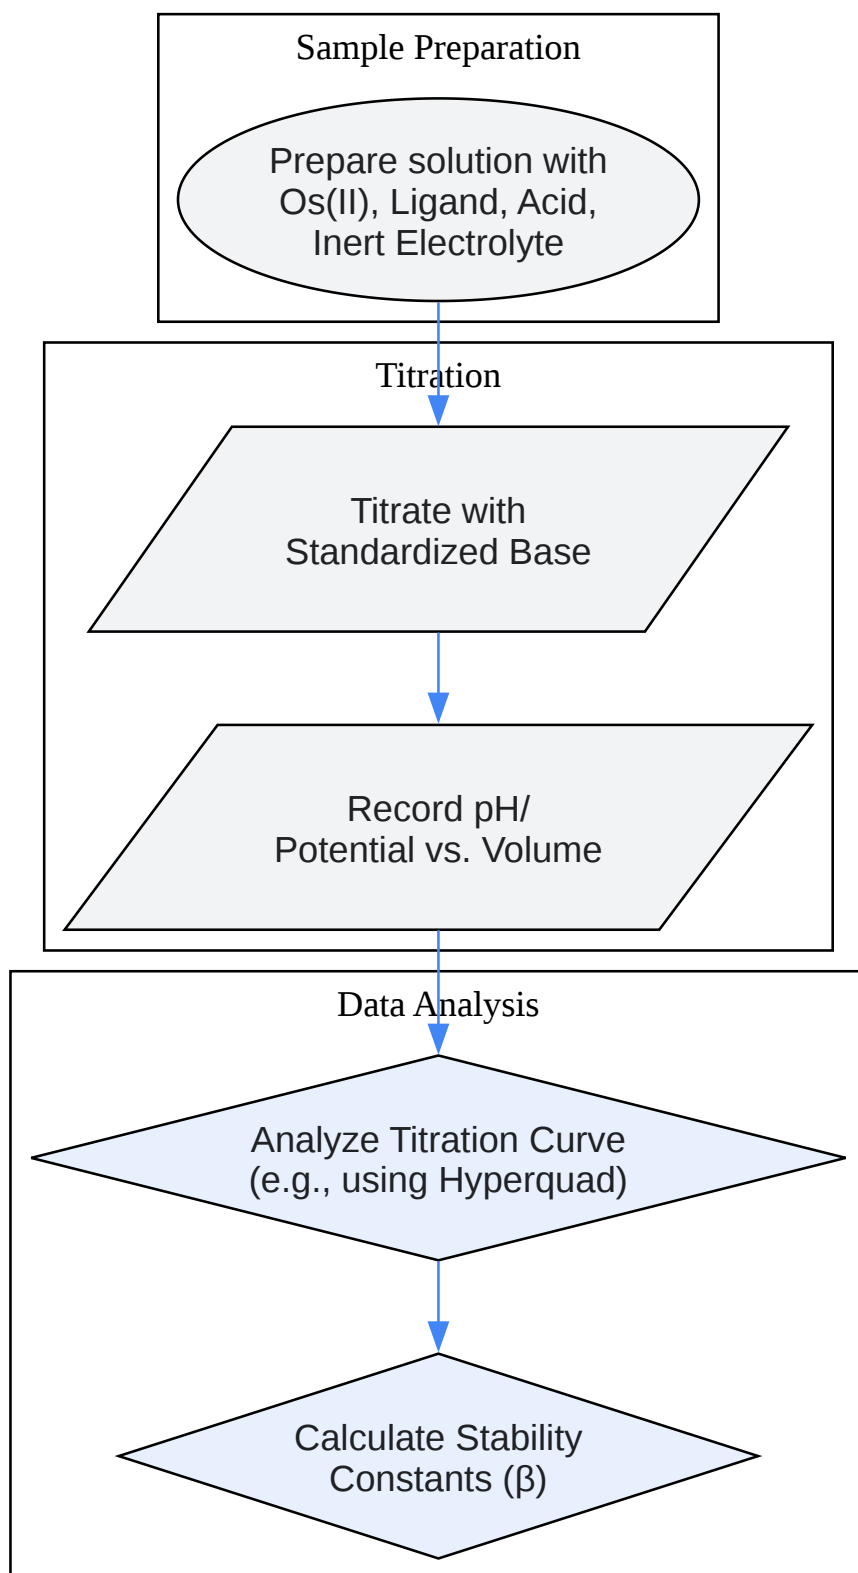 Sample Preparation
Prepare solution with
Os(II), Ligand, Acid,
Inert Electrolyte
Titration
Titrate with
Standardized Base
Record pH/
Potential vs. Volume
Data Analysis
Analyze Titration Curve
(e.g., using Hyperquad)
Calculate Stability
Constants (β)